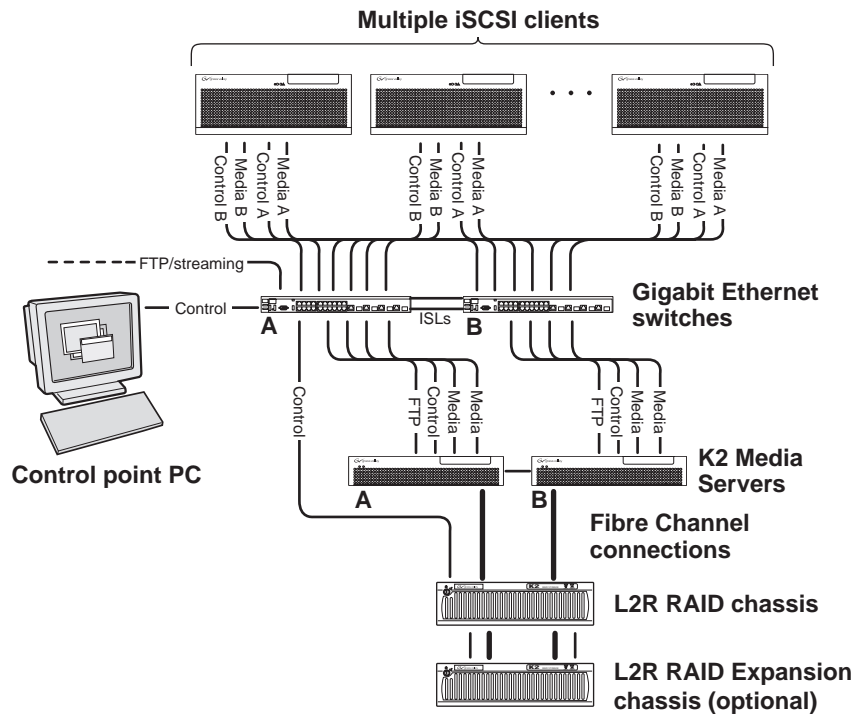 Multiple iSCSI clients
Control B
Media B
Control A
Media A
Control B
Media B
Control A
Media A
Control B
Media B
Control A
Media A
FTP/streaming
Control
A
ISLs
B
Gigabit Ethernet
switches
Control
FTP
Control
Media
Media
FTP
Control
Media
Media
Control point PC
A
B
K2 Media
Servers
Fibre Channel
connections
K2
L2R RAID chassis
K2
L2R RAID Expansion
chassis (optional)